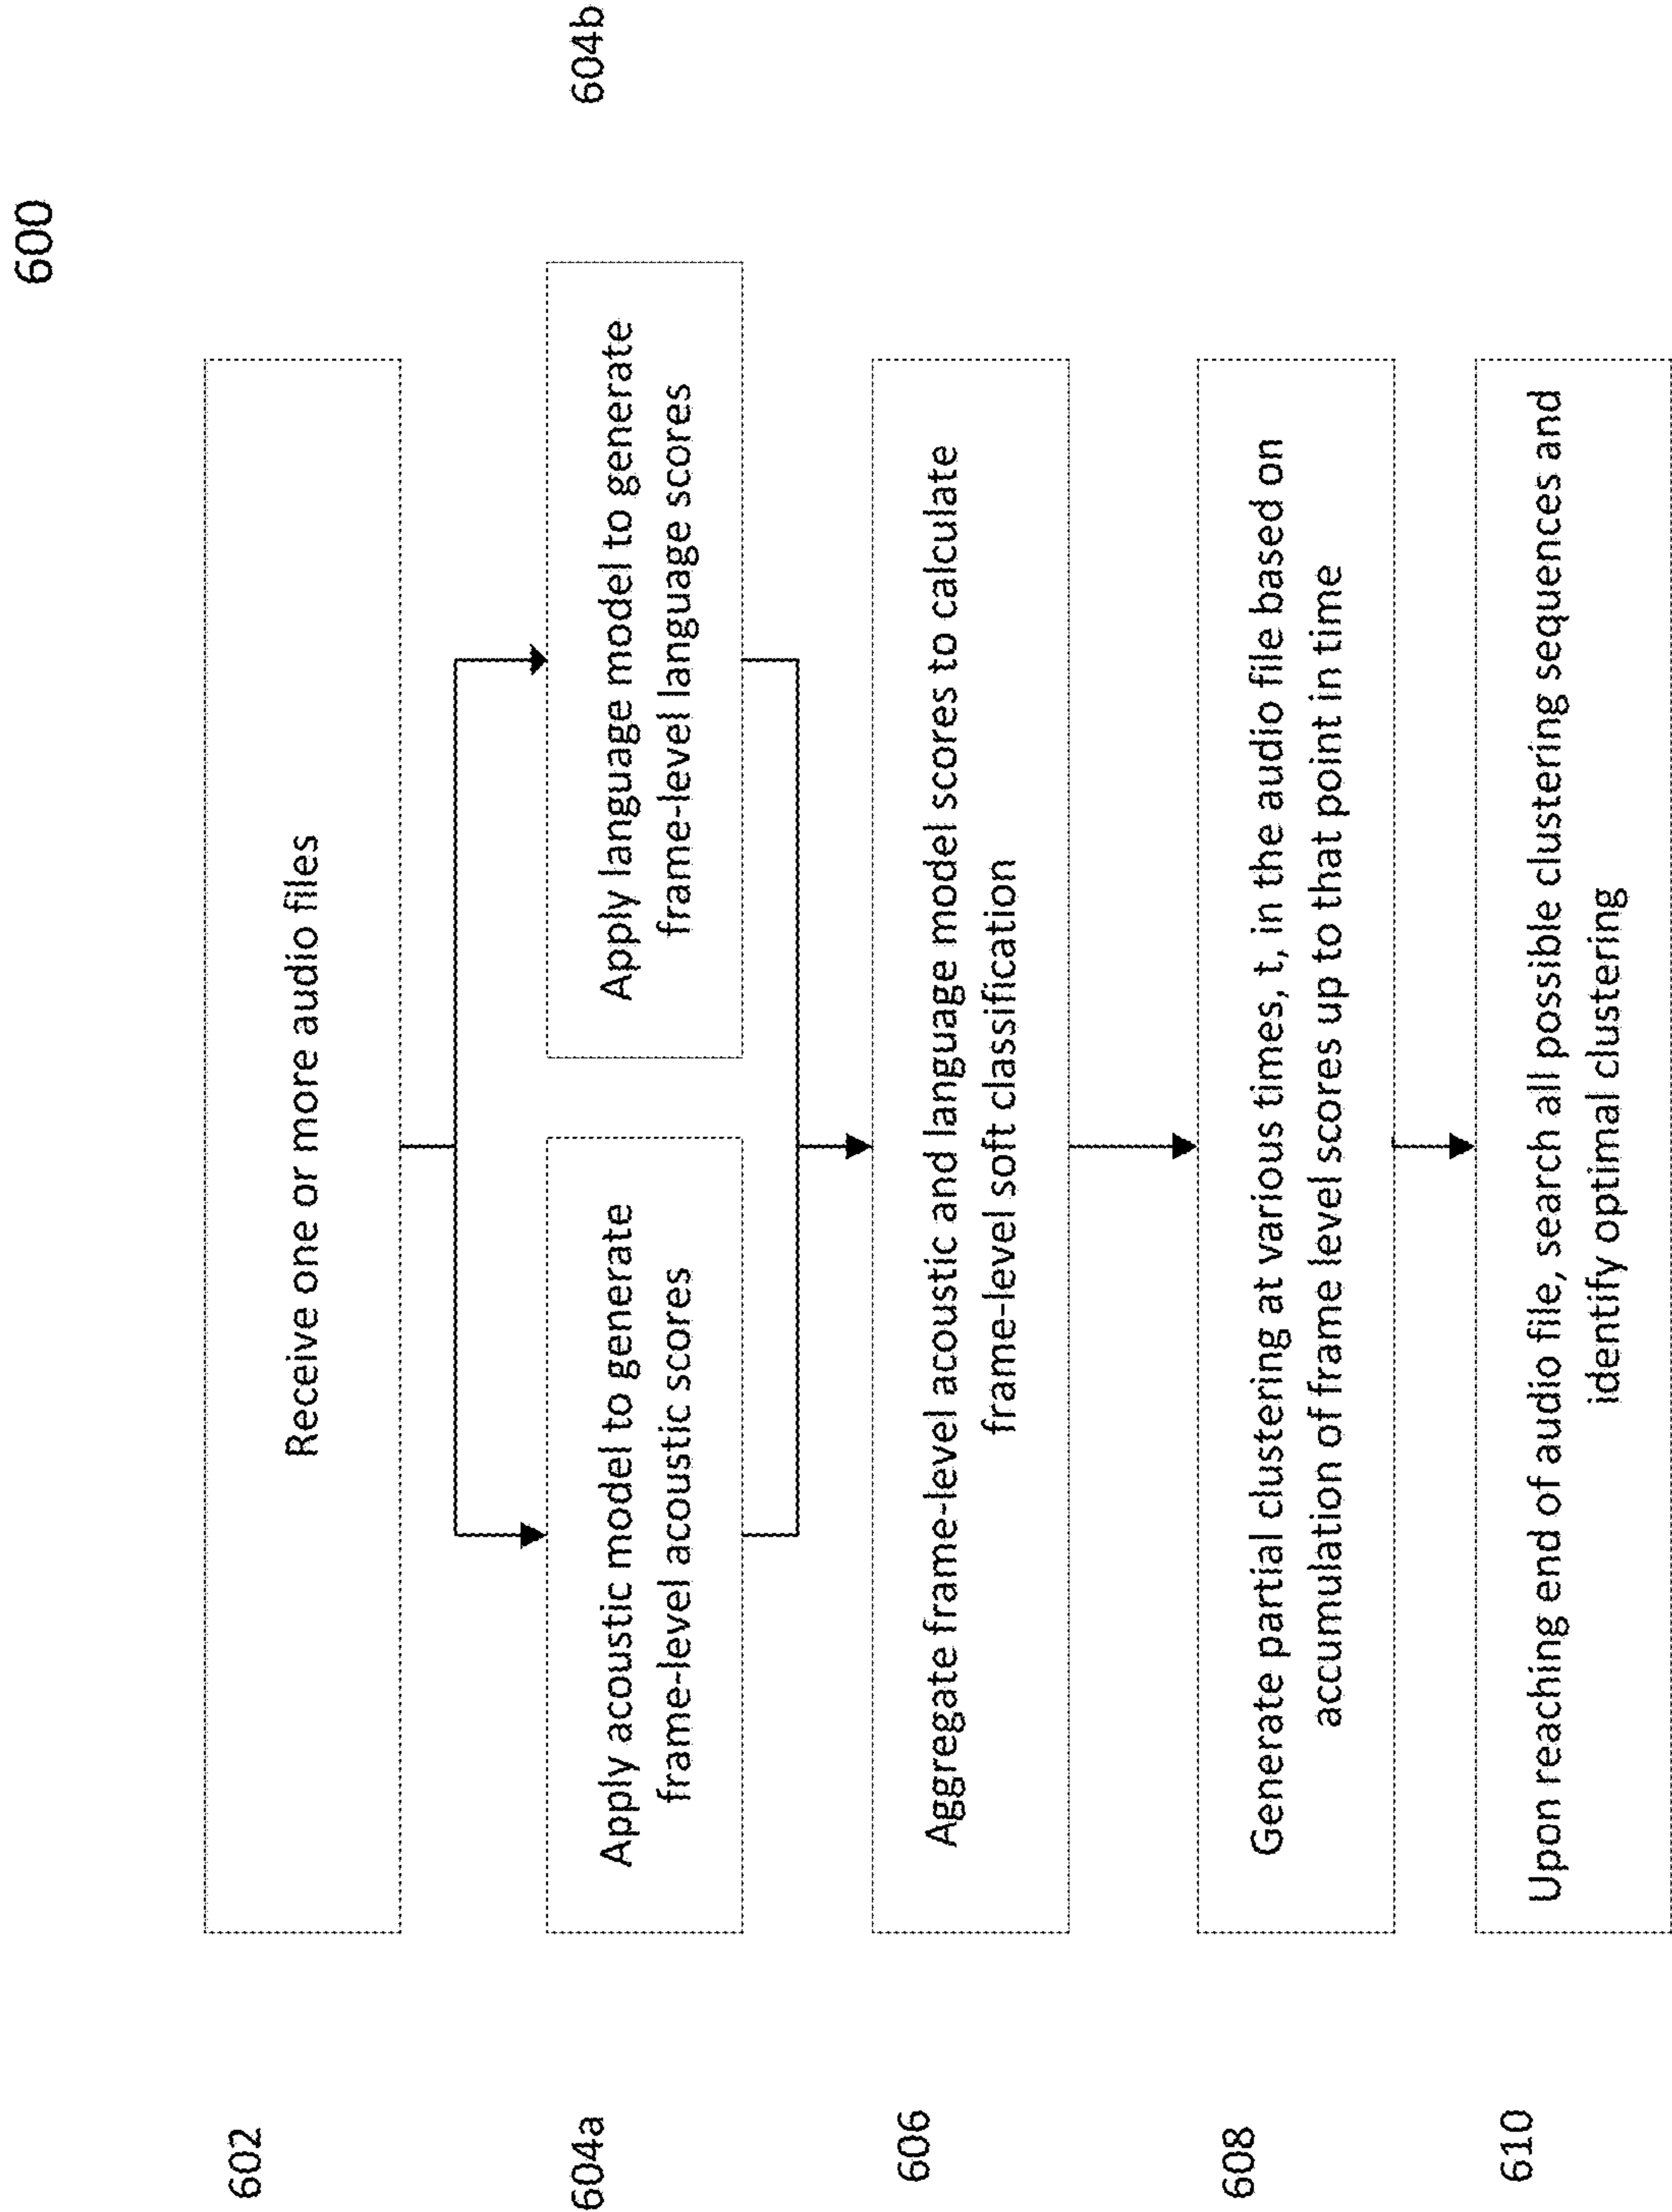 600
602
Receive one or more audio files
604a
Apply acoustic model to generate
frame-level acoustic scores
Apply language model to generate
frame-level language scores
604b
606
Aggregate frame-level acoustic and language model scores to calculate
frame-level soft classification
608
Generate partial clustering at various times, t, in the audio file based on
accumulation of frame level scores up to that point in time
610
Upon reaching end of audio file, search all possible clustering sequences and
identify optimal clustering